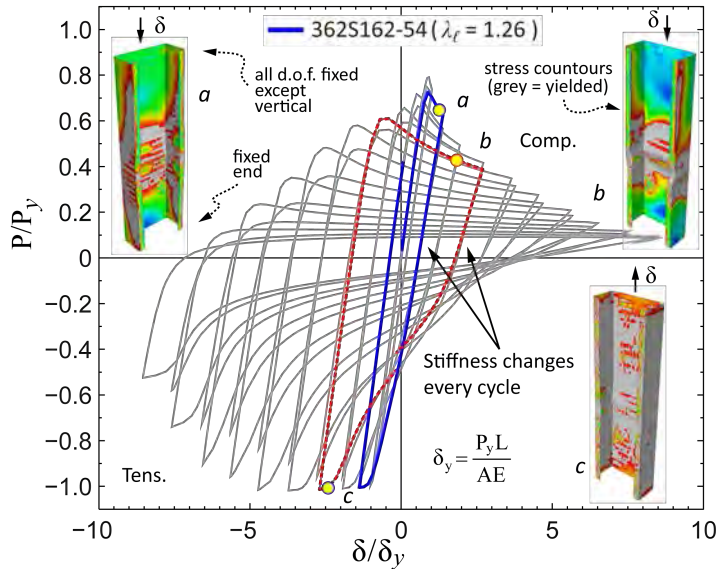 δ
362S162-54 ( λℓ = 1.26 )
δ
1.0
0.8
0.6
0.4
0.2
0
−0.2
−0.4
−0.6
−0.8
−1.0
P/Py
all d.o.f. fixed
except
vertical
a
fixed
end
stress countours
(grey = yielded)
a
b
Comp.
b
δ
Stiffness changes
every cycle
δy = PyL
AE
Tens.
c
c
−10
−5
0
5
10
δ/δy